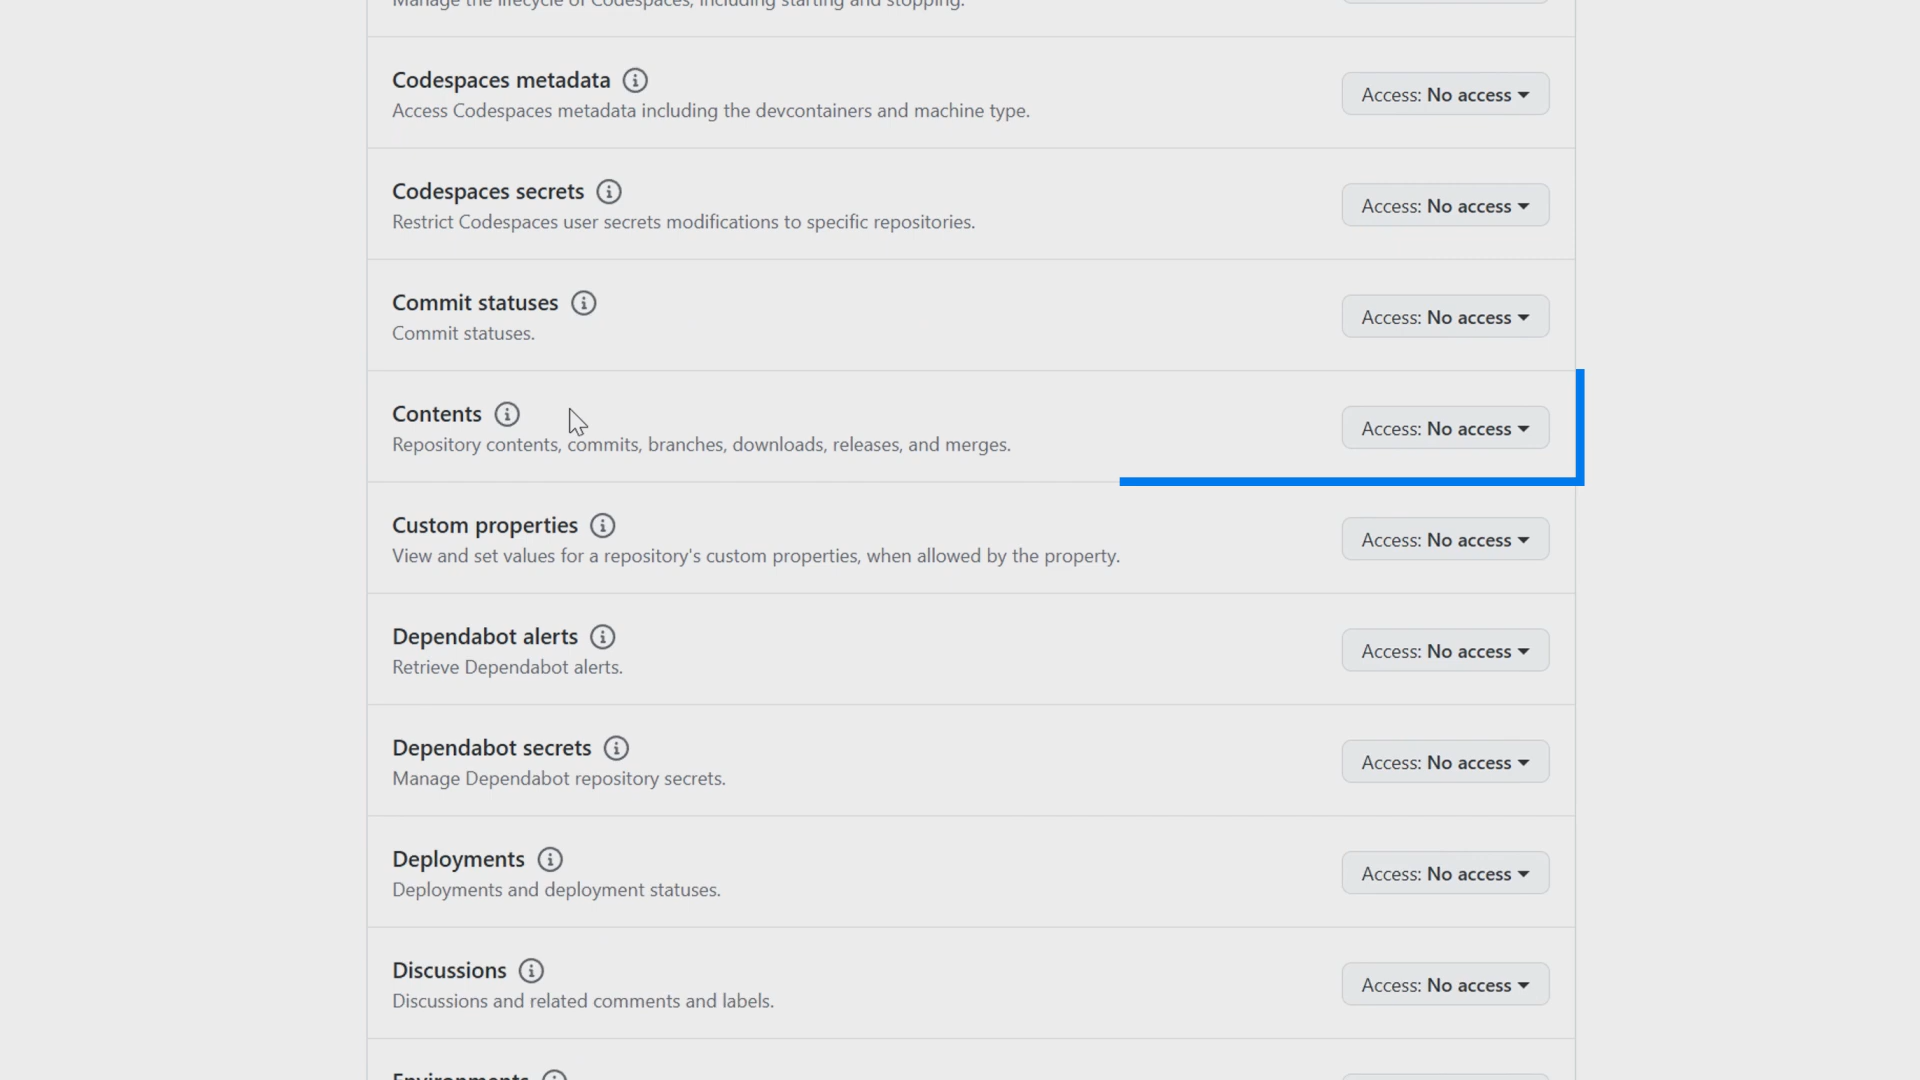 Manage the lifecycle of Codespaces, including starting and stopping.
Codespaces metadata
Access Codespaces metadata including the devcontainers and machine type.
Access: No access
Codespaces secrets
Restrict Codespaces user secrets modifications to specific repositories.
Access: No access
Commit statuses
Commit statuses.
Access: No access
Contents
Repository contents, commits, branches, downloads, releases, and merges.
Access: No access
Custom properties
View and set values for a repository's custom properties, when allowed by the property.
Access: No access
Dependabot alerts
Retrieve Dependabot alerts.
Access: No access
Dependabot secrets
Manage Dependabot repository secrets.
Access: No access
Deployments
Deployments and deployment statuses.
Access: No access
Discussions
Discussions and related comments and labels.
Access: No access
Environments